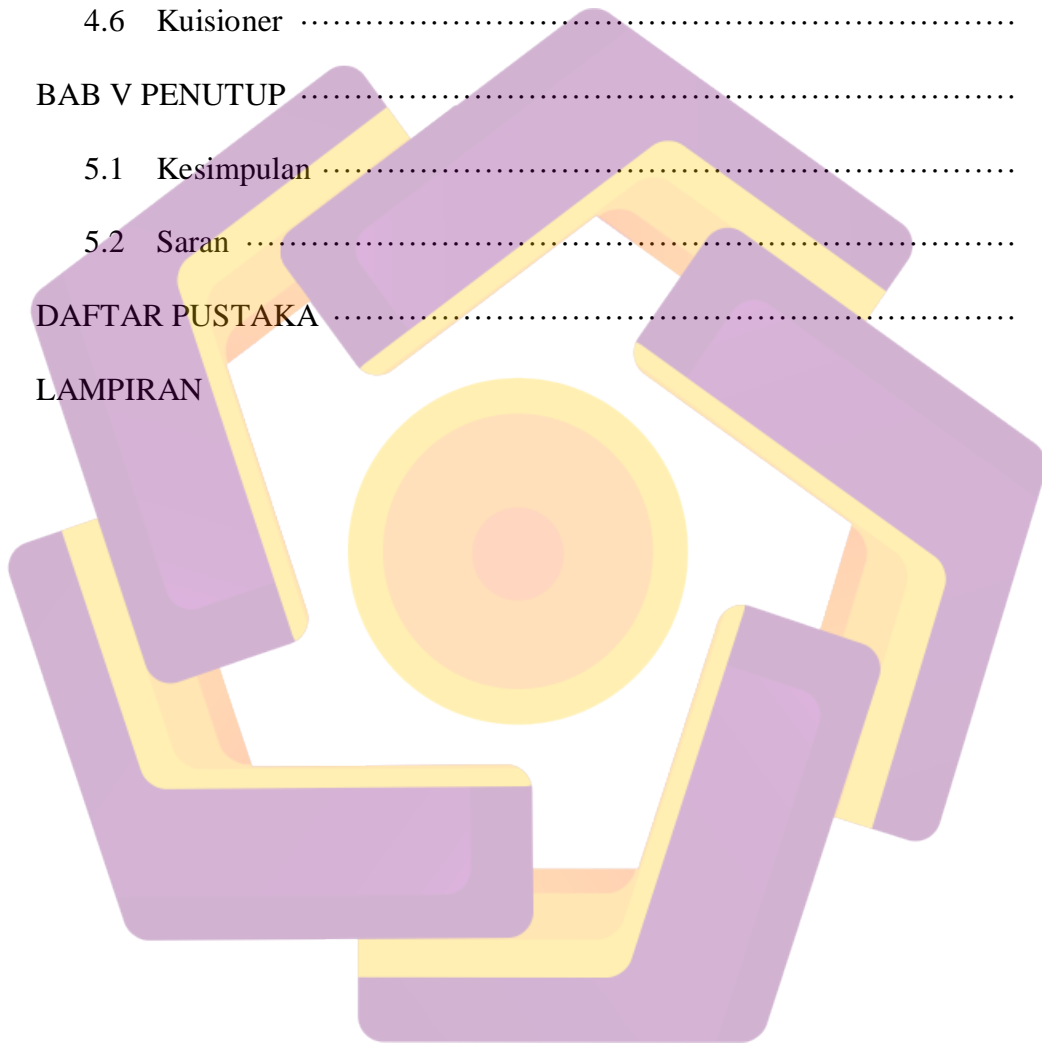 4.6 Kuisioner ........................................................................
BAB V PENUTUP ........................................................................
5.1 Kesimpulan ........................................................................
5.2 Saran ........................................................................
DAFTAR PUSTAKA ........................................................................
LAMPIRAN